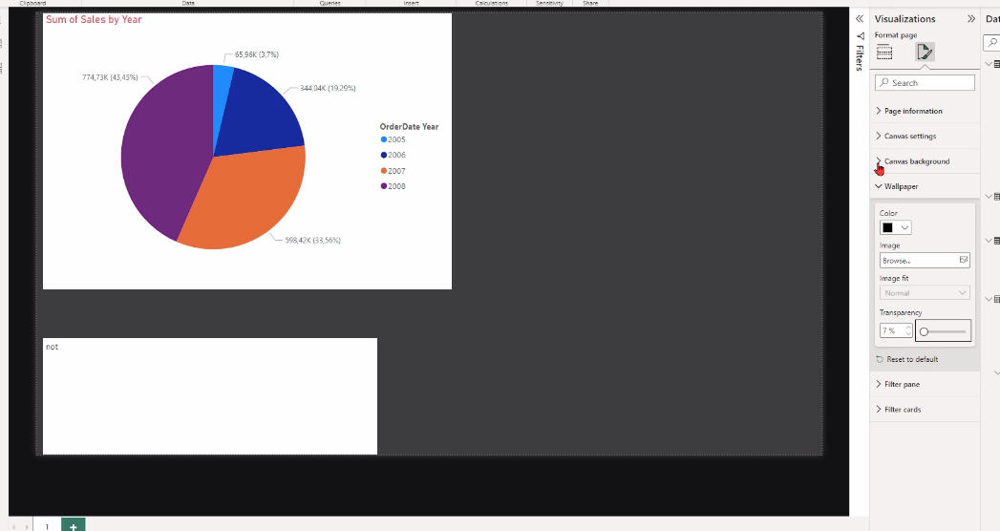 Clipboard
Data
Queries
Insert
Calculations
Sensitivity
Share
Sum of Sales by Year
65,96K (3,7%)
774,73K (43,45%)
344,04K (19,29%)
598,42K (33,56%)
OrderDate Year
2005
2006
2007
2008
not
1
+
Filters
Visualizations
Format page
Search
Page information
Canvas settings
Canvas background
Wallpaper
Color
Image
Browse...
Image fit
Normal
Transparency
7 %
Reset to default
Filter pane
Filter cards